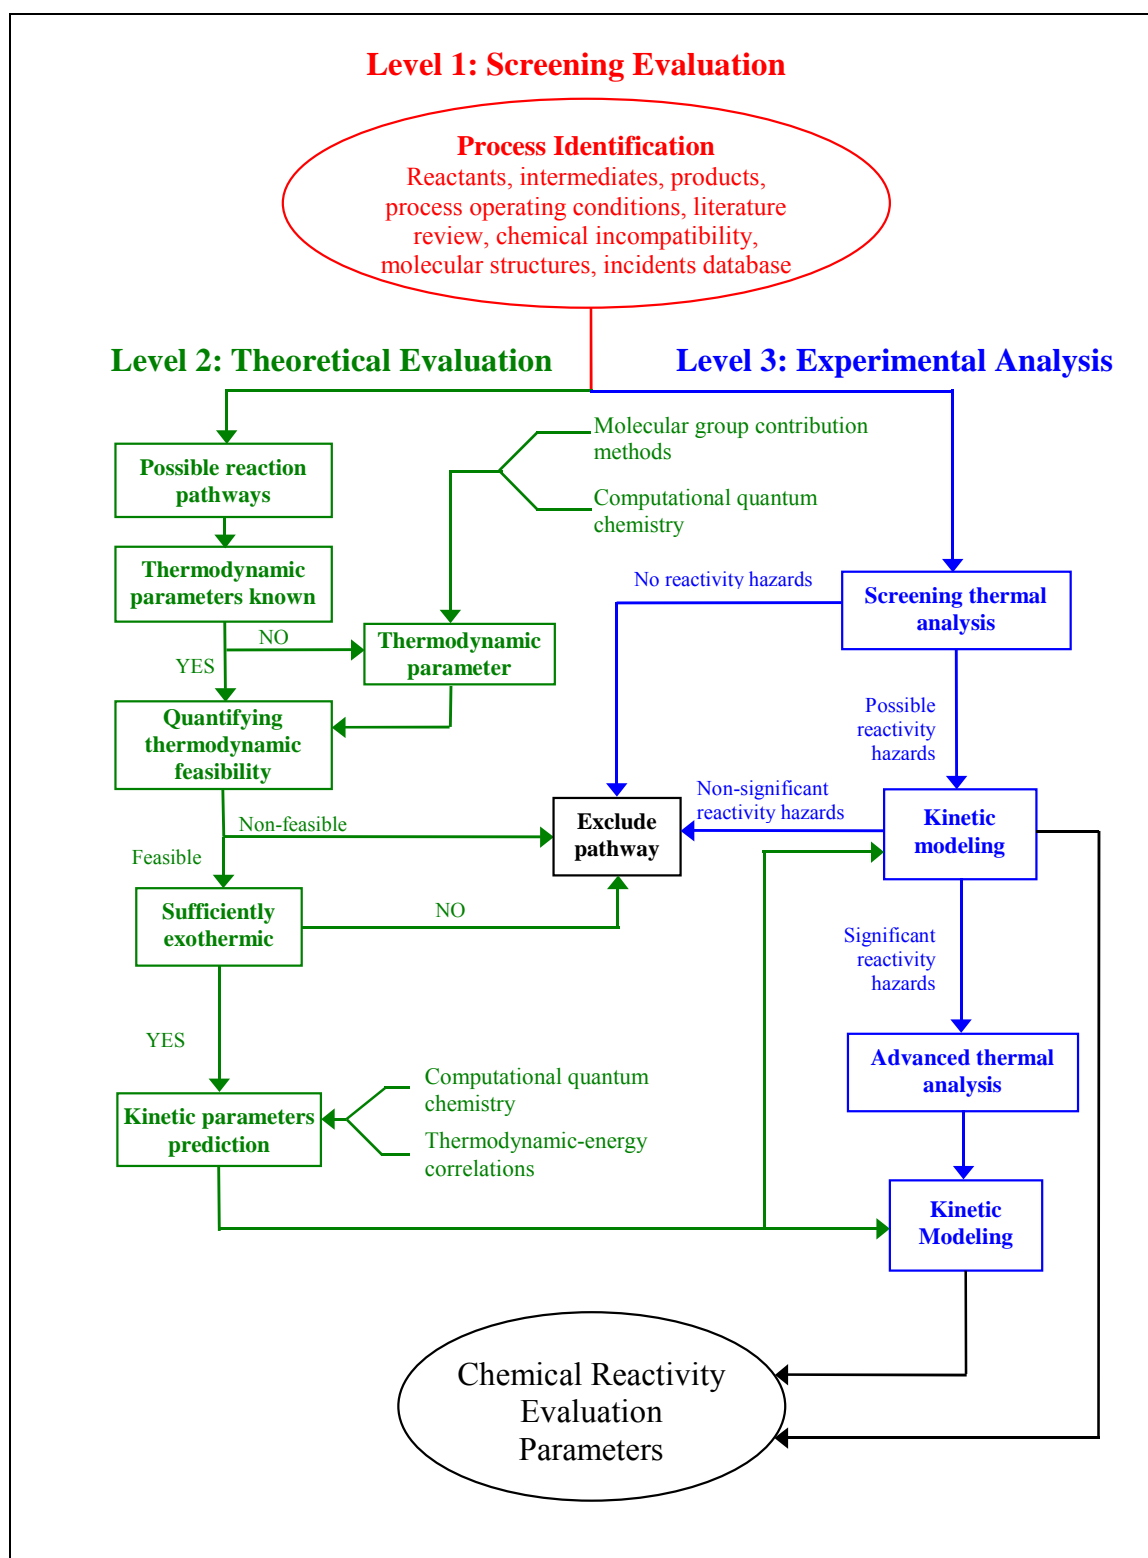 Level 1: Screening Evaluation
Process Identification
Reactants, intermediates, products,
process operating conditions, literature
review, chemical incompatibility,
molecular structures, incidents database
Level 2: Theoretical Evaluation
Level 3: Experimental Analysis
Possible reaction
pathways
Molecular group contribution
methods
Computational quantum
chemistry
Thermodynamic
parameters known
No reactivity hazards
Screening thermal
analysis
NO
YES
Thermodynamic
parameter
Quantifying
thermodynamic
feasibility
Possible
reactivity
hazards
Non-significant
reactivity hazards
Non-feasible
Exclude
pathway
Kinetic
modeling
Feasible
Sufficiently
exothermic
NO
Significant
reactivity
hazards
YES
Advanced thermal
analysis
Computational quantum
chemistry
Kinetic parameters
prediction
Thermodynamic-energy
correlations
Kinetic
Modeling
Chemical Reactivity
Evaluation
Parameters